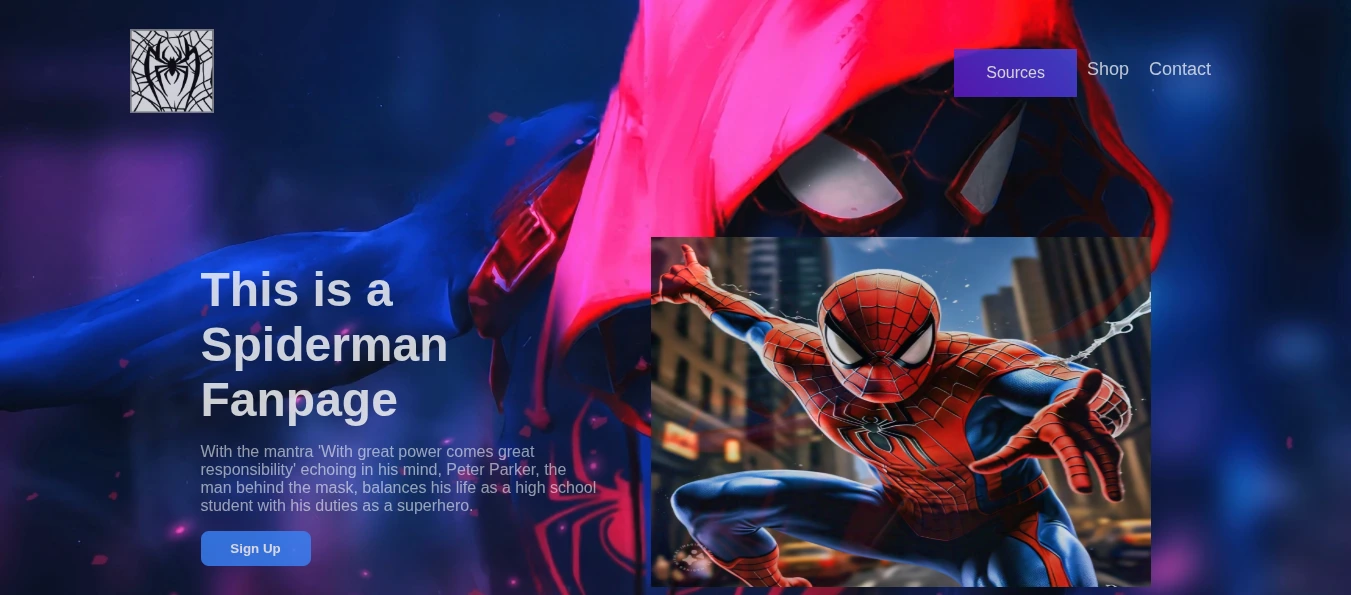 Sources Shop Contact
This is a
Spiderman
Fanpage
With the mantra 'With great power comes great
responsibility' echoing in his mind, Peter Parker, the
man behind the mask, balances his life as a high school
student with his duties as a superhero.
Sign Up